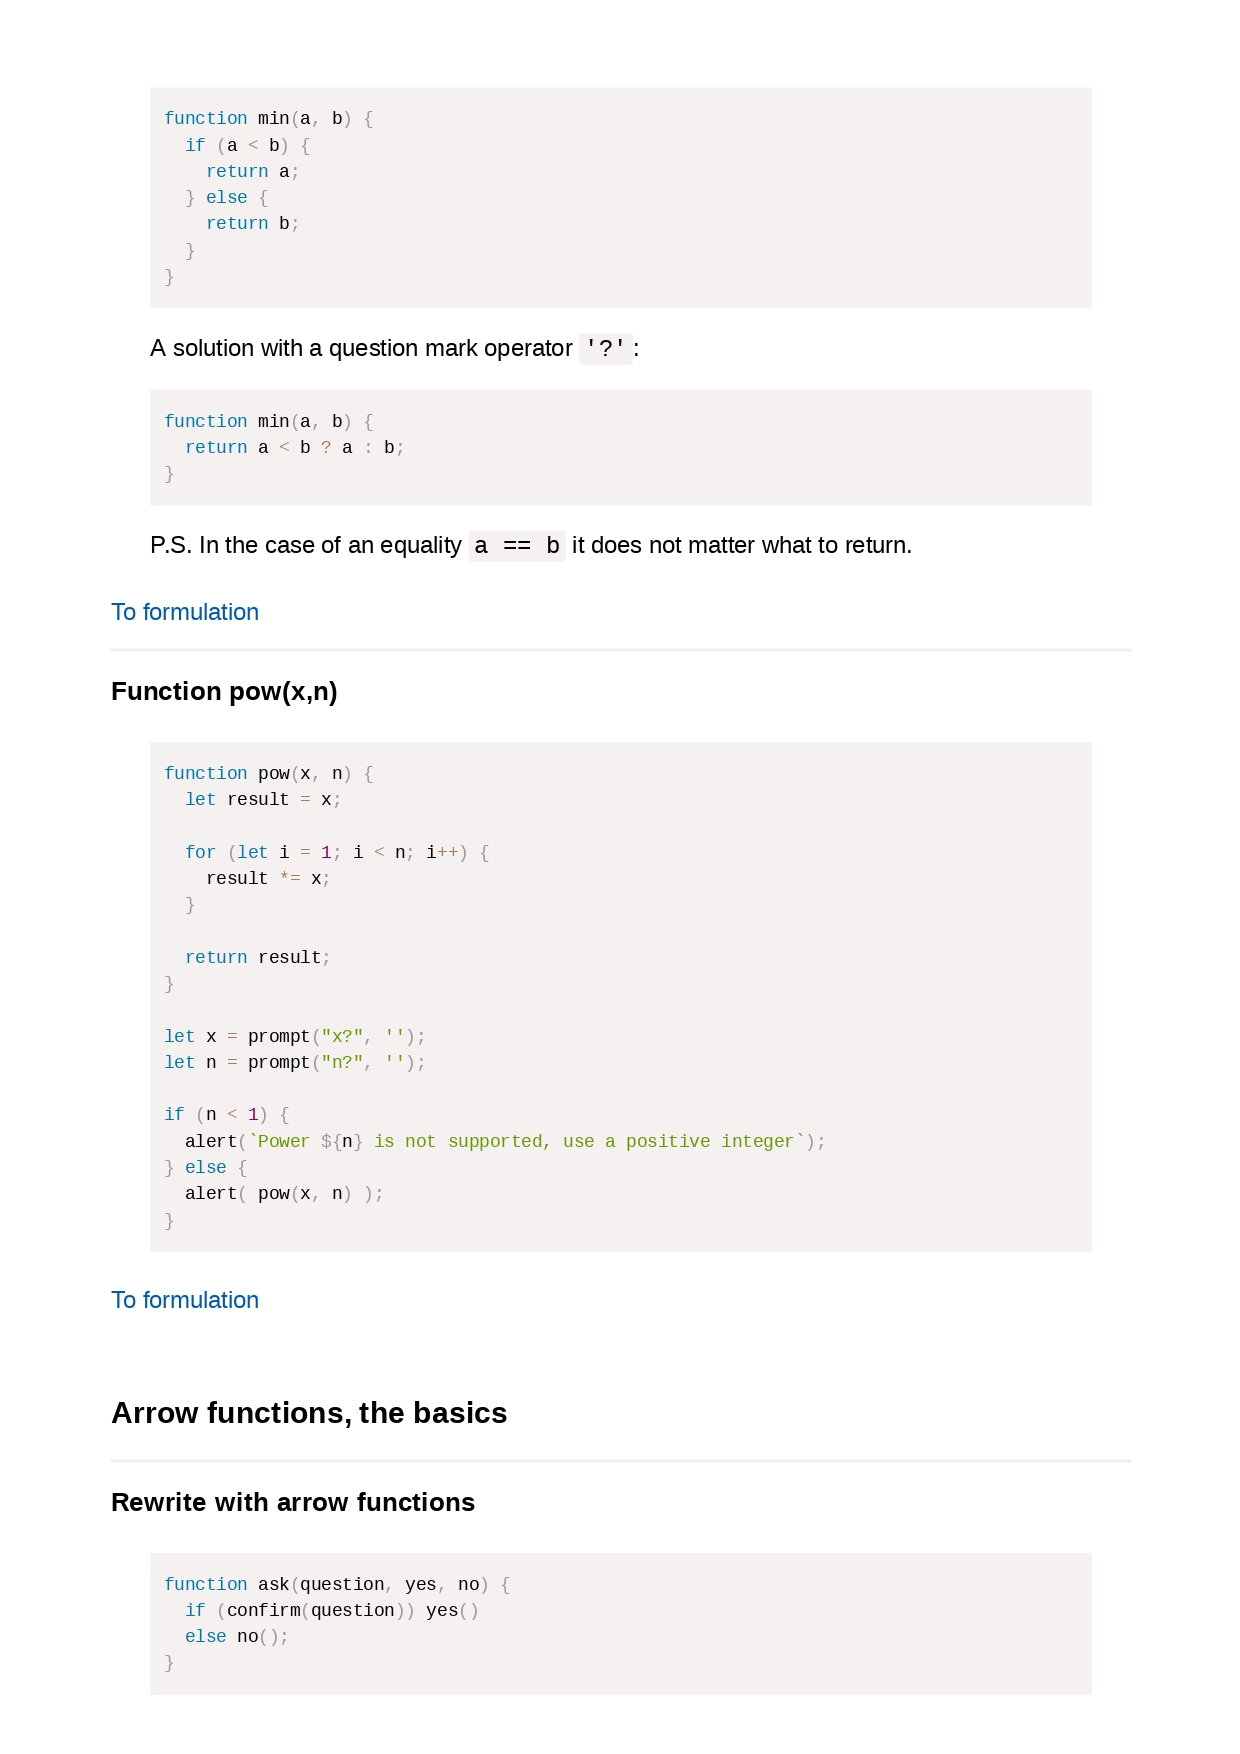 function min(a, b) {
  if (a < b) {
    return a;
  } else {
    return b;
  }
}
A solution with a question mark operator '?':
function min(a, b) {
  return a < b ? a : b;
}
P.S. In the case of an equality a == b it does not matter what to return.
To formulation
Function pow(x,n)
function pow(x, n) {
  let result = x;
  for (let i = 1; i < n; i++) {
    result *= x;
  }
  return result;
}
let x = prompt("x?", '');
let n = prompt("n?", '');
if (n < 1) {
  alert(`Power ${n} is not supported, use a positive integer`);
} else {
  alert( pow(x, n) );
}
To formulation
Arrow functions, the basics
Rewrite with arrow functions
function ask(question, yes, no) {
  if (confirm(question)) yes()
  else no();
}